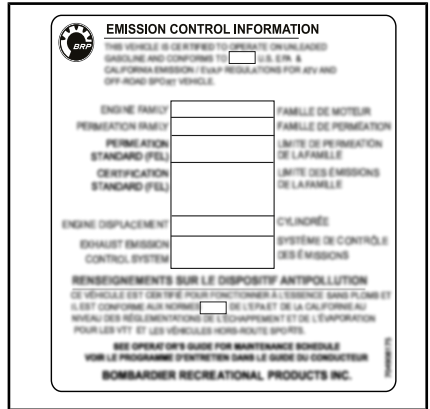 BRP
EMISSION CONTROL INFORMATION
THIS VEHICLE IS CERTIFIED TO OPERATE ON UNLEADED
GASOLINE AND CONFORMS TO U.S. EPA &
CALIFORNIA EMISSION / EVAP REGULATIONS FOR ATV AND
OFF-ROAD SPORT VEHICLE.
ENGINE FAMILY FAMILLE DE MOTEUR
PERMEATION FAMILY FAMILLE DE PERMÉATION
PERMEATION LIMITE DE PERMÉATION
STANDARD (FEL) DE LA FAMILLE
CERTIFICATION LIMITE DES ÉMISSIONS
STANDARD (FEL) DE LA FAMILLE
ENGINE DISPLACEMENT CYLINDRÉE
EXHAUST EMISSION SYSTÈME DE CONTRÔLE
CONTROL SYSTEM DES ÉMISSIONS
RENSEIGNEMENTS SUR LE DISPOSITIF ANTIPOLLUTION
CE VÉHICULE EST CERTIFIÉ POUR FONCTIONNER À L'ESSENCE SANS PLOMB ET
IL EST CONFORME AUX NORMES DE L'EPA ET DE LA CALIFORNIE AU
NIVEAU DES RÉGLEMENTATIONS DE L'ÉCHAPPEMENT ET DE L'ÉVAPORATION
POUR LES VTT ET LES VÉHICULES HORS-ROUTE SPORTS.
SEE OPERATOR'S GUIDE FOR MAINTENANCE SCHEDULE
VOIR LE PROGRAMME D'ENTRETIEN DANS LE GUIDE DU CONDUCTEUR
BOMBARDIER RECREATIONAL PRODUCTS INC.